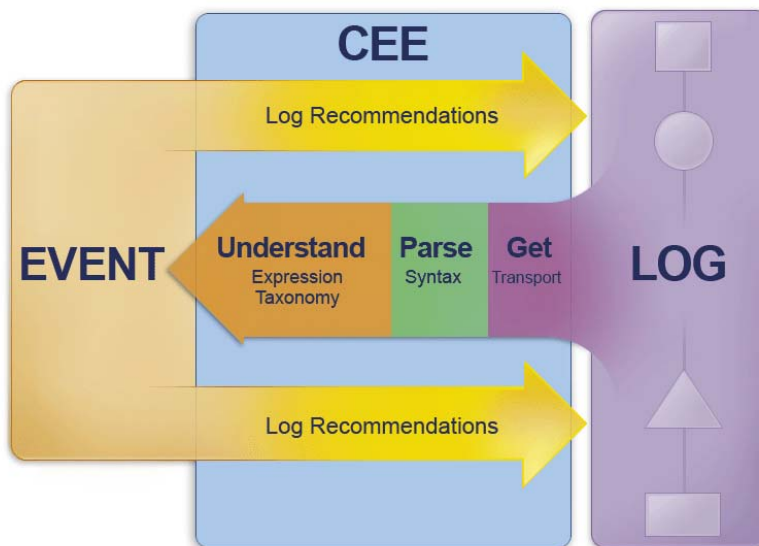 CEE
Log Recommendations
EVENT
Understand
Expression
Taxonomy
Parse
Syntax
Get
Transport
LOG
Log Recommendations